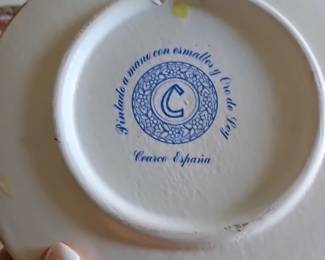 Pintado a mano con esmaltes y Oro de Ley
C
Cearco-España